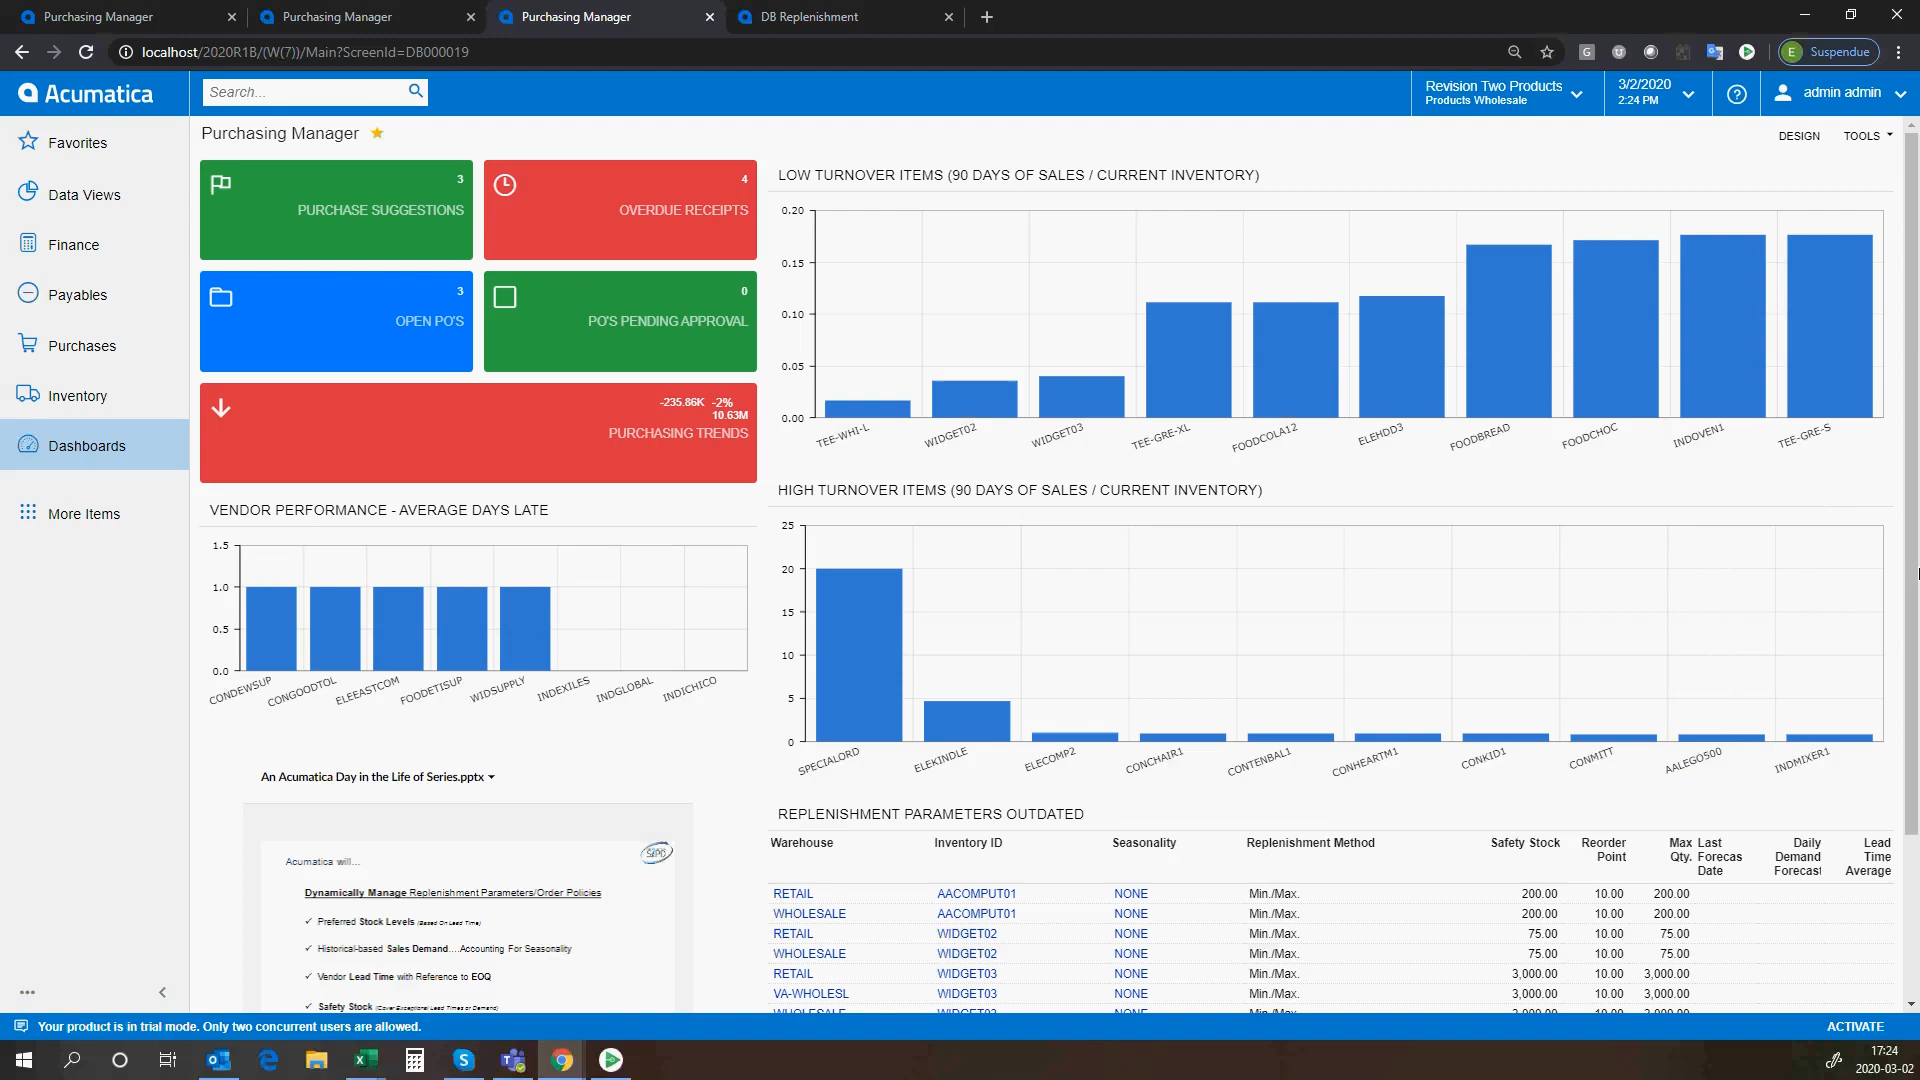 Purchasing Manager
Purchasing Manager
Purchasing Manager
DB Replenishment
localhost/2020R1B/(W(7))/Main?ScreenId=DB000019
E Suspendue
Acumatica
Search...
Revision Two Products
Products Wholesale
3/2/2020
2:24 PM
admin admin
Favorites
Data Views
Finance
Payables
Purchases
Inventory
Dashboards
More Items
Purchasing Manager
DESIGN
TOOLS
3
PURCHASE SUGGESTIONS
4
OVERDUE RECEIPTS
3
OPEN PO'S
0
PO'S PENDING APPROVAL
-235.86K -2%
10.63M
PURCHASING TRENDS
VENDOR PERFORMANCE - AVERAGE DAYS LATE
1.5
1.0
0.5
0.0
CONDEWSUP
CONGOODTOL
ELEEASTCOM
FOODETISUP
WIDSUPPLY
INDEXILES
INDGLOBAL
INDICHICO
An Acumatica Day in the Life of Series.pptx
Acumatica will...
Dynamically Manage Replenishment Parameters/Order Policies
✓ Preferred Stock Levels (Based On Lead Time)
✓ Historical-based Sales Demand....Accounting For Seasonality
✓ Vendor Lead Time with Reference to EOQ
✓ Safety Stock (Cover Exceptional Lead Times or Demand)
LOW TURNOVER ITEMS (90 DAYS OF SALES / CURRENT INVENTORY)
0.20
0.15
0.10
0.05
0.00
TEE-WHI-L
WIDGET02
WIDGET03
TEE-GRE-XL
FOODCOLA12
ELEHDD3
FOODBREAD
FOODCHOC
INDOVEN1
TEE-GRE-S
HIGH TURNOVER ITEMS (90 DAYS OF SALES / CURRENT INVENTORY)
25
20
15
10
5
0
SPECIALORD
ELEKINDLE
ELECOMP2
CONCHAIR1
CONTENBAL1
CONHEARTM1
CONKID1
CONMITT
AALEGO500
INDMIXER1
REPLENISHMENT PARAMETERS OUTDATED
Warehouse Inventory ID Seasonality Replenishment Method Safety Stock Reorder Point Max Qty. Last Forecas Date Daily Demand Forecast Lead Time Average
RETAIL AACOMPUT01 NONE Min./Max. 200.00 10.00 200.00
WHOLESALE AACOMPUT01 NONE Min./Max. 200.00 10.00 200.00
RETAIL WIDGET02 NONE Min./Max. 75.00 10.00 75.00
WHOLESALE WIDGET02 NONE Min./Max. 75.00 10.00 75.00
RETAIL WIDGET03 NONE Min./Max. 3,000.00 10.00 3,000.00
VA-WHOLESL WIDGET03 NONE Min./Max. 3,000.00 10.00 3,000.00
Your product is in trial mode. Only two concurrent users are allowed.
ACTIVATE
17:24
2020-03-02